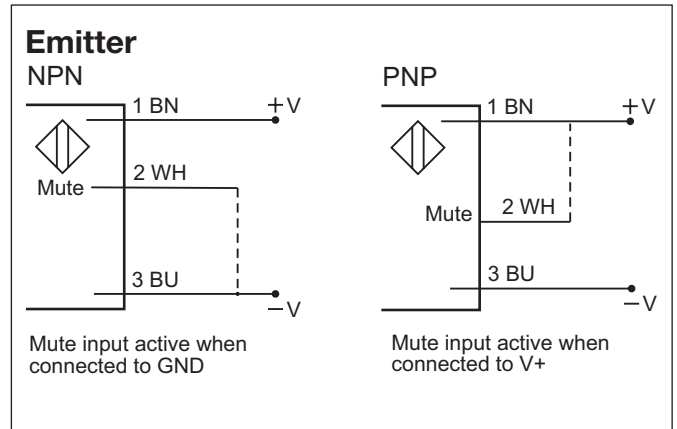 Emitter
NPN
1 BN
+V
Mute
2 WH
3 BU
−V
Mute input active when
connected to GND
PNP
1 BN
+V
Mute
2 WH
3 BU
−V
Mute input active when
connected to V+